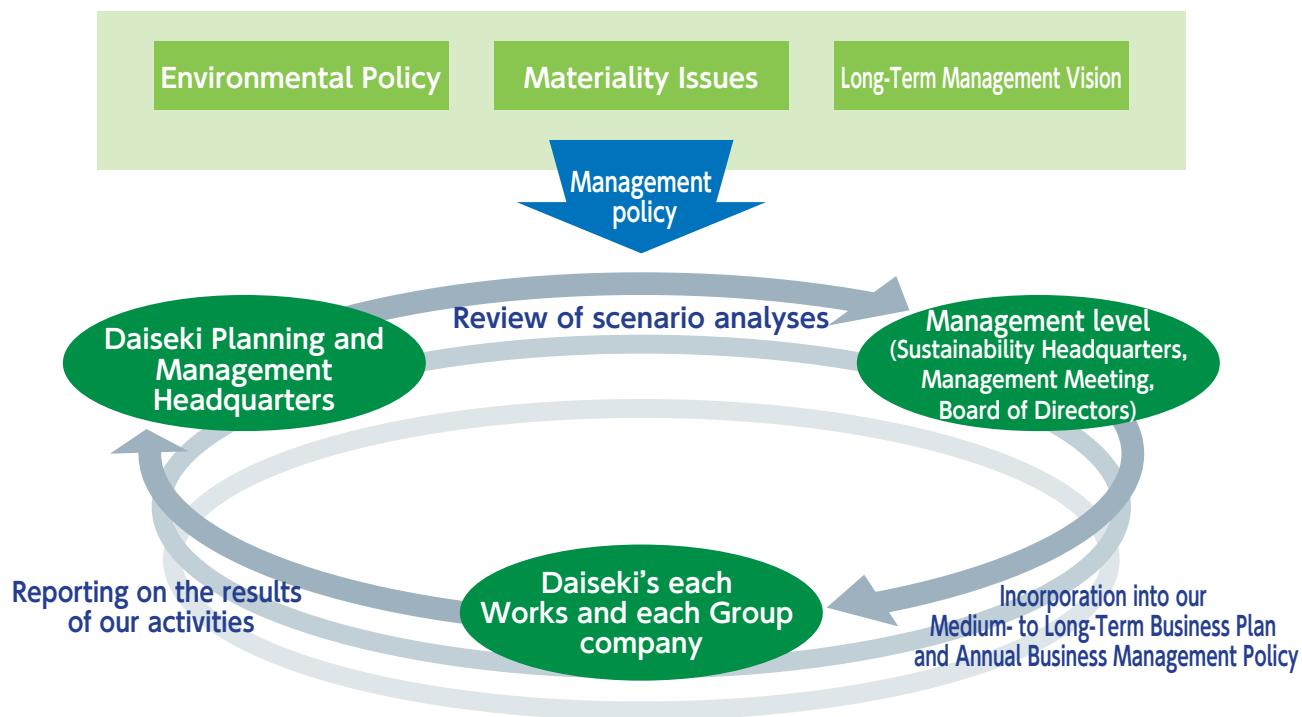 Environmental Policy
Materiality Issues
Long-Term Management Vision
Management
policy
Review of scenario analyses
Daiseki Planning and
Management
Headquarters
Management level
(Sustainability Headquarters,
Management Meeting,
Board of Directors)
Reporting on the results
of our activities
Daiseki's each
Works and each Group
company
Incorporation into our
Medium- to Long-Term Business Plan
and Annual Business Management Policy